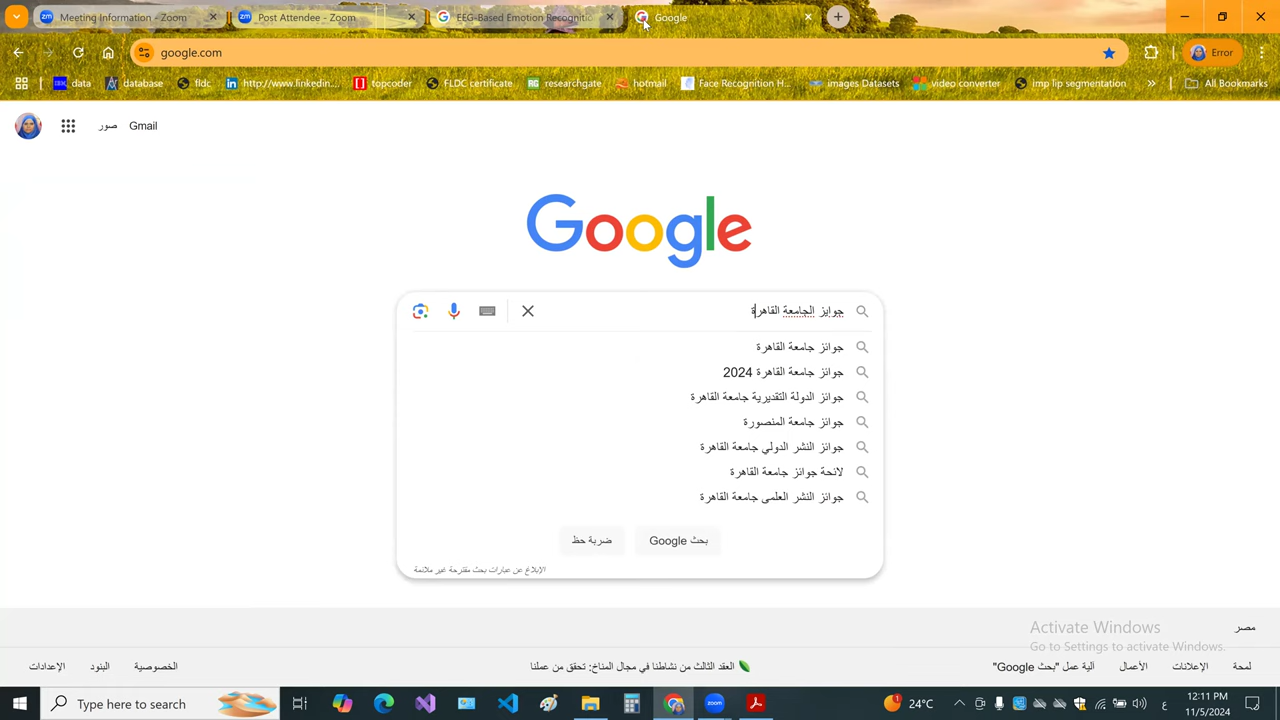 Meeting Information - Zoom
Post Attendee - Zoom
EEG-Based Emotion Recognitio
Google
google.com
Error
data
database
fldc
http://www.linkedin....
topcoder
FLDC certificate
researchgate
hotmail
Face Recognition H...
images Datasets
video converter
imp lip segmentation
All Bookmarks
صور
Gmail
Google
جوايز الجامعة القاهرة
جوائز جامعة القاهرة
جوائز جامعة القاهرة 2024
جوائز الدولة التقديرية جامعة القاهرة
جوائز جامعة المنصورة
جوائز النشر الدولي جامعة القاهرة
لائحة جوائز جامعة القاهرة
جوائز النشر العلمى جامعة القاهرة
بحث Google
ضربة حظ
الإبلاغ عن عبارات بحث مقترحة غير ملائمة
مصر
Activate Windows
Go to Settings to activate Windows.
لمحة
الإعلانات
الأعمال
آلية عمل "بحث Google"
العقد الثالث من نشاطنا في مجال المناخ: تحقق من عملنا
الخصوصية
البنود
الإعدادات
Type here to search
zoom
24°C
ع
12:11 PM
11/5/2024